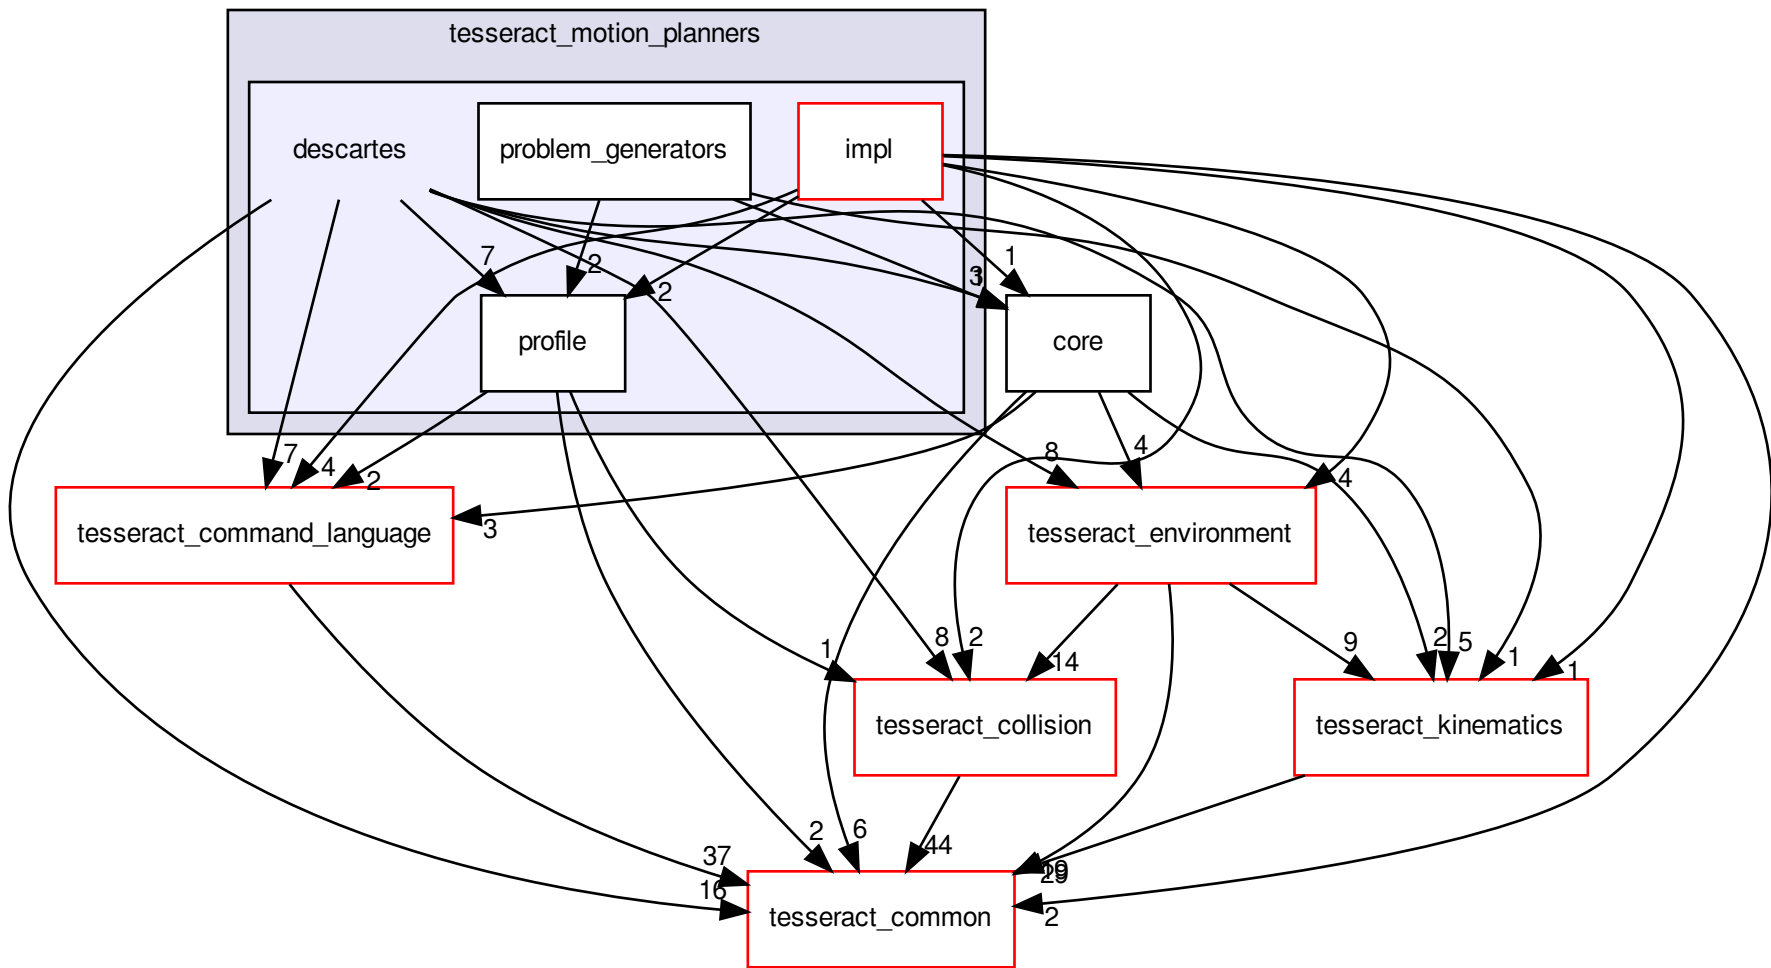 tesseract_motion_planners
descartes
problem_generators
impl
7
2
2
1
1
profile
core
7
4
2
3
8
4
4
tesseract_command_language
tesseract_environment
1
8
2
14
9
2
5
1
1
tesseract_collision
tesseract_kinematics
37
16
2
6
44
2
tesseract_common